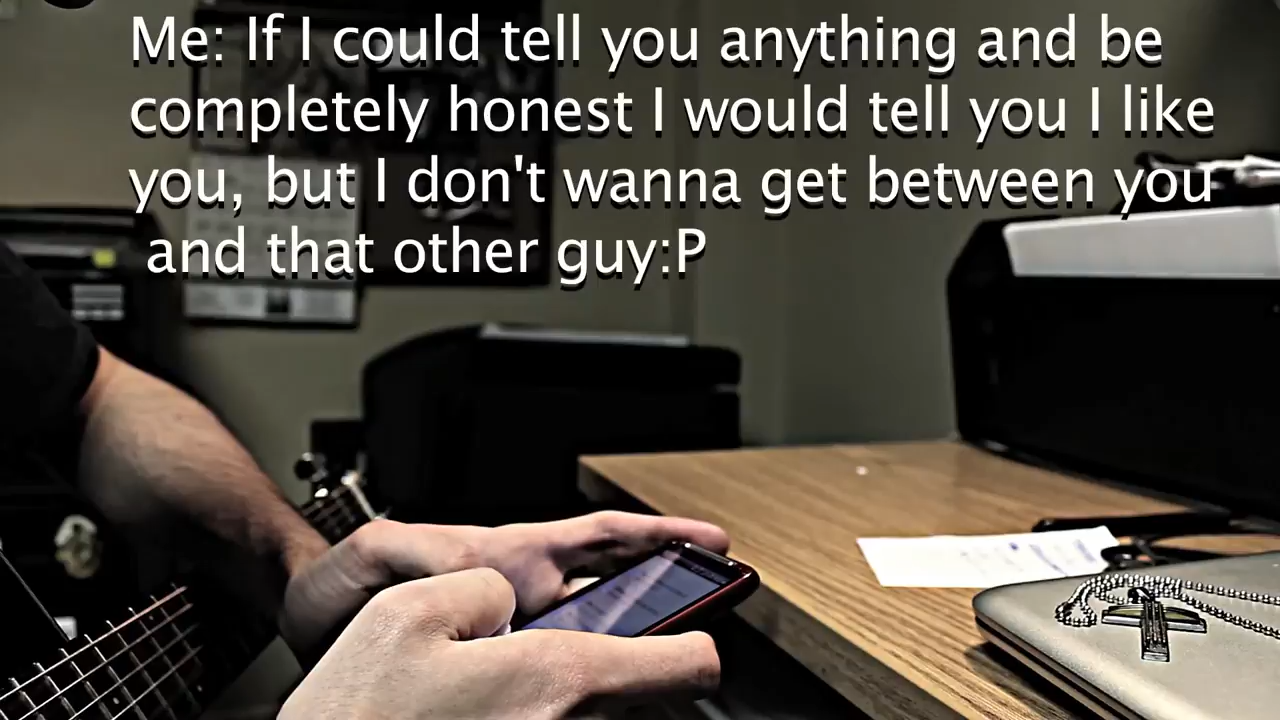 Me: If I could tell you anything and be
completely honest I would tell you I like
you, but I don't wanna get between you
and that other guy:P